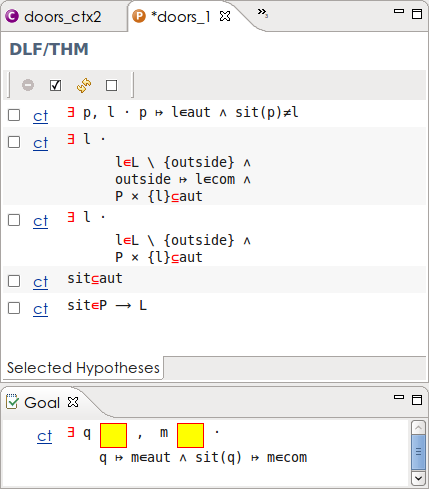 doors_ctx2 *doors_1 »₅
DLF/THM
ct ∃ p, l · p ↦ l∈aut ∧ sit(p)≠l
ct ∃ l ·
l∈L \ {outside} ∧
outside ↦ l∈com ∧
P × {l}⊆aut
ct ∃ l ·
l∈L \ {outside} ∧
P × {l}⊆aut
ct sit⊆aut
ct sit∈P ⟶ L
Selected Hypotheses
Goal
ct ∃ q , m ·
q ↦ m∈aut ∧ sit(q) ↦ m∈com